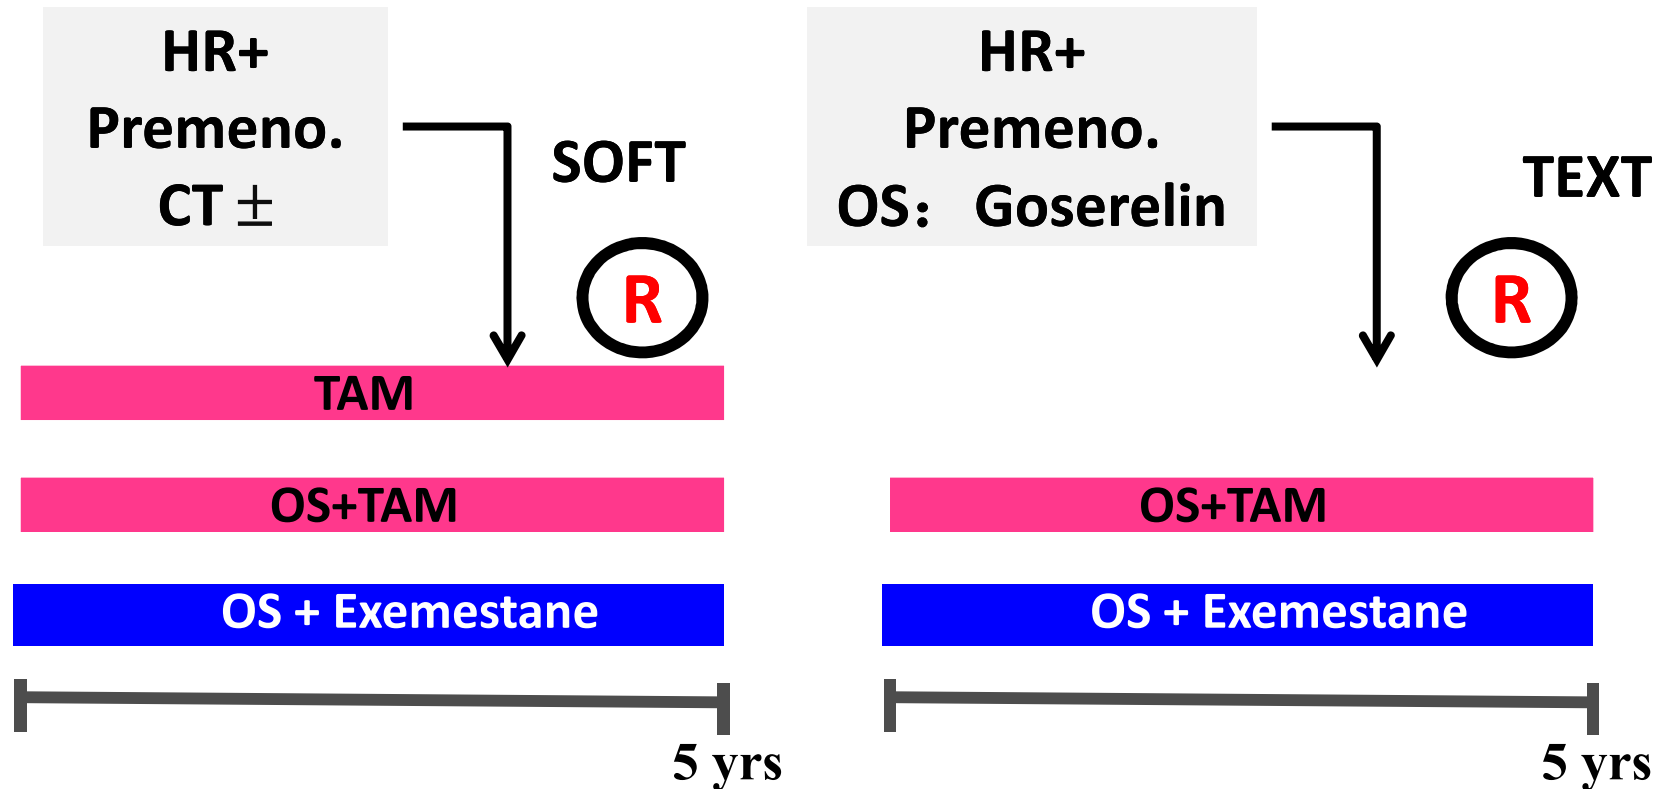 HR+
Premeno.
CT ±
SOFT
R
TAM
OS+TAM
OS + Exemestane
5 yrs
HR+
Premeno.
OS： Goserelin
TEXT
R
OS+TAM
OS + Exemestane
5 yrs